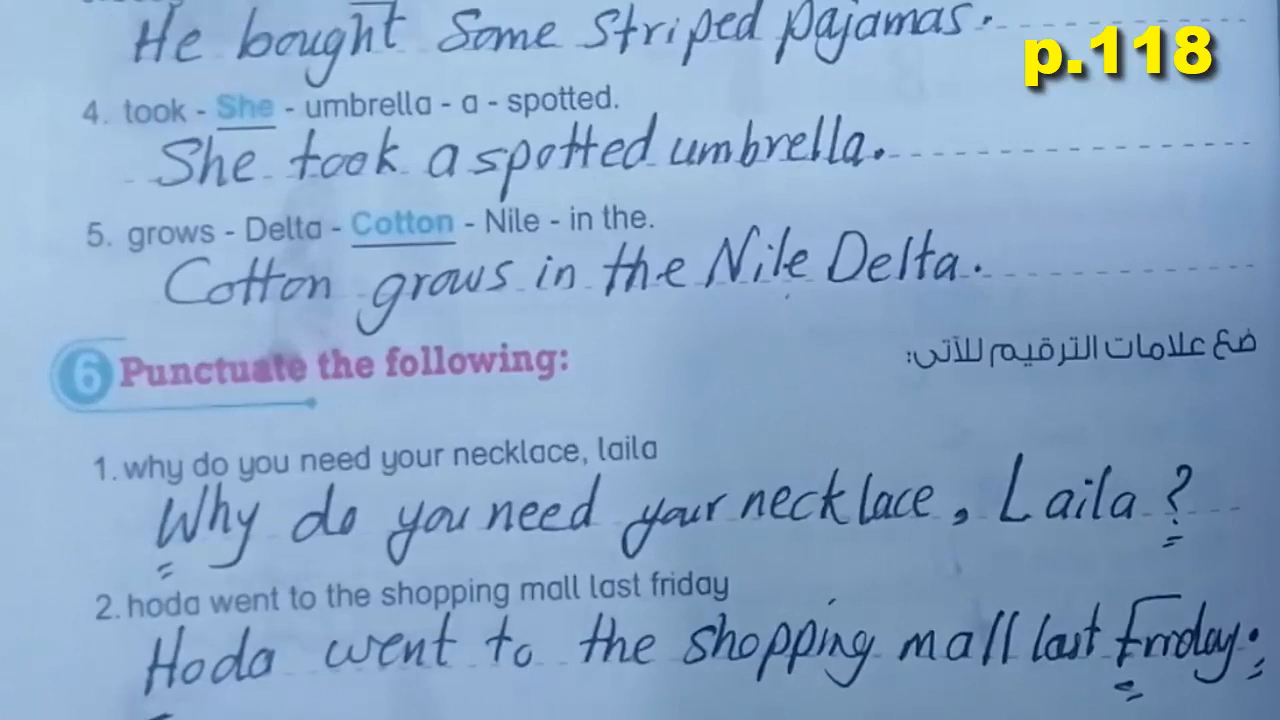 He bought some striped pajamas.
p.118
4. took - She - umbrella - a - spotted.
She took a spotted umbrella.
5. grows - Delta - Cotton - Nile - in the.
Cotton grows in the Nile Delta.
6 Punctuate the following:
ضع علامات الترقيم للآتى:
1. why do you need your necklace, laila
Why do you need your necklace, Laila?
2. hoda went to the shopping mall last friday
Hoda went to the shopping mall last Friday.